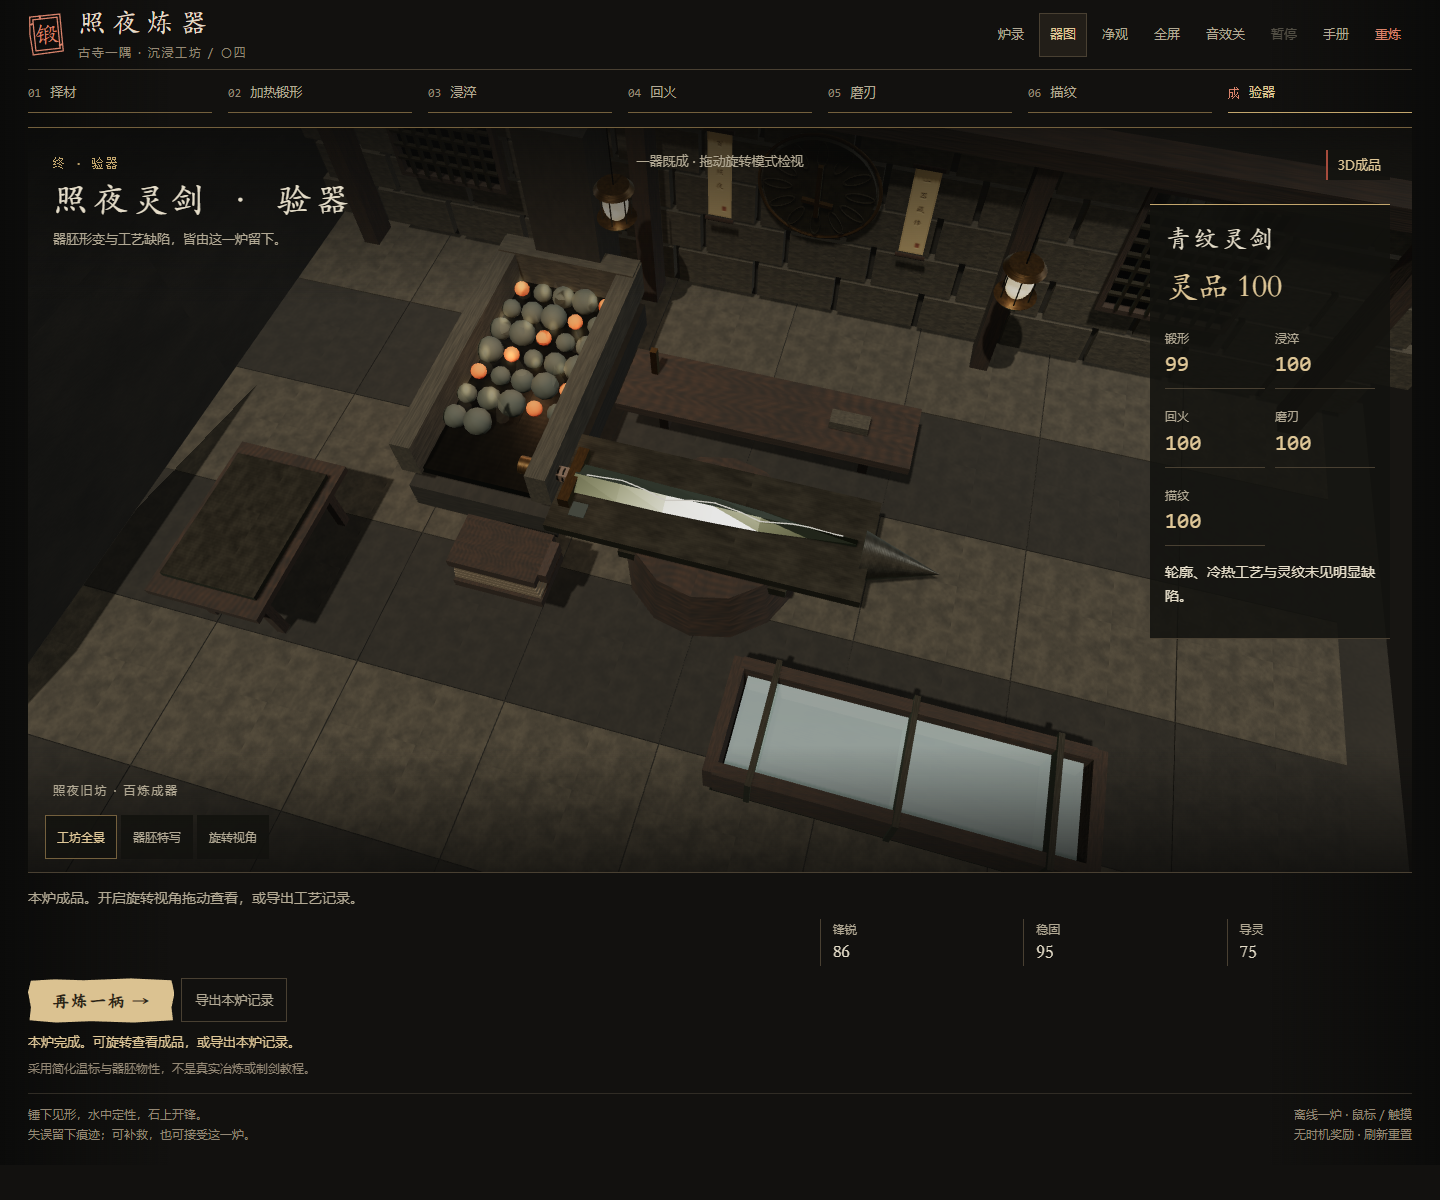 锻
照夜炼器
古寺一隅 · 沉浸工坊 / 〇四
炉录 器图 净观 全屏 音效关 暂停 手册 重炼
01 择材
02 加热锻形
03 浸淬
04 回火
05 磨刃
06 描纹
成 验器
终 · 验器
照夜灵剑 · 验器
器胚形变与工艺缺陷，皆由这一炉留下。
一器既成 · 拖动旋转模式检视
3D成品
青纹灵剑
灵品 100
锻形 浸淬
99 100
回火 磨刃
100 100
描纹
100
轮廓、冷热工艺与灵纹未见明显缺
陷。
照夜旧坊 · 百炼成器
工坊全景 器胚特写 旋转视角
本炉成品。开启旋转视角拖动查看，或导出工艺记录。
锋锐 稳固 导灵
86 95 75
再炼一柄 → 导出本炉记录
本炉完成。可旋转查看成品，或导出本炉记录。
采用简化温标与器胚物性，不是真实冶炼或制剑教程。
锤下见形，水中定性，石上开锋。
失误留下痕迹；可补救，也可接受这一炉。
离线一炉 · 鼠标 / 触摸
无时机奖励 · 刷新重置